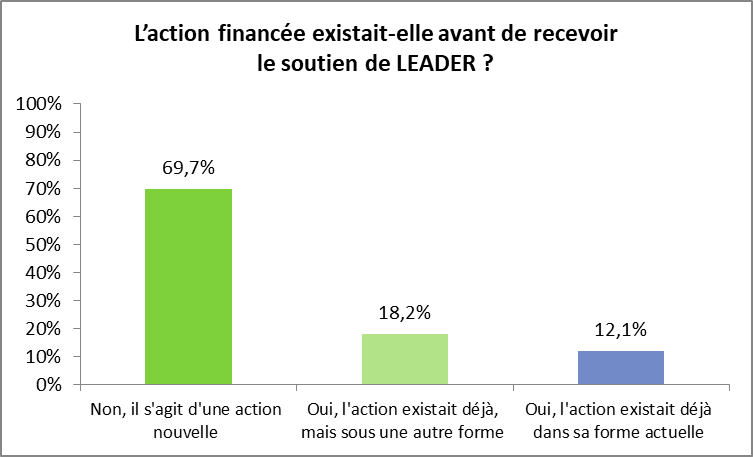 L’action financée existait-elle avant de recevoir
le soutien de LEADER ?
100%
90%
80%
70%
60%
50%
40%
30%
20%
10%
0%
69,7%
18,2%
12,1%
Non, il s'agit d'une action
nouvelle
Oui, l'action existait déjà,
mais sous une autre forme
Oui, l'action existait déjà
dans sa forme actuelle